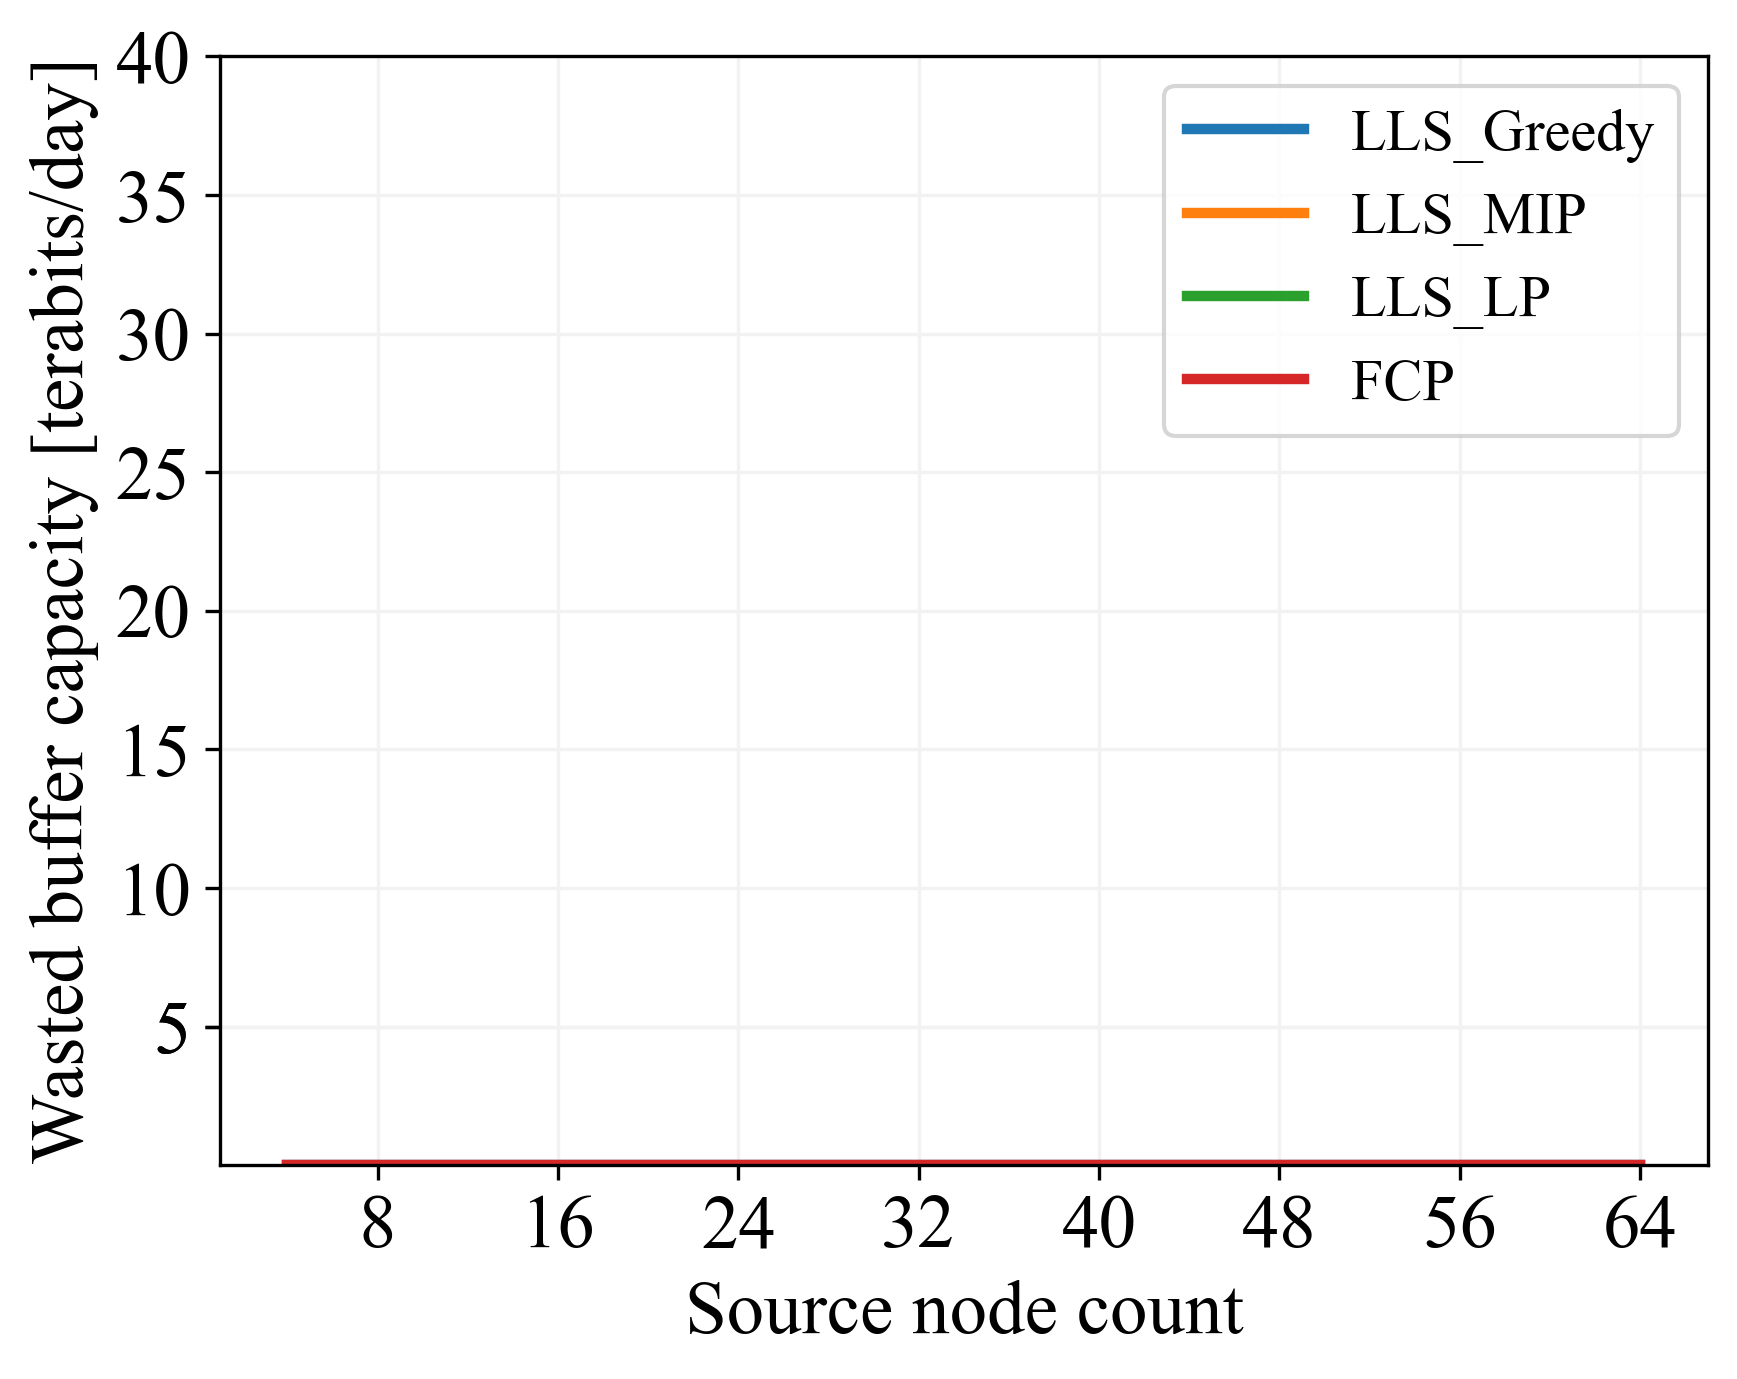 Wasted buffer capacity [terabits/day]
40
35
30
25
20
15
10
5
LLS_Greedy
LLS_MIP
LLS_LP
FCP
8 16 24 32 40 48 56 64
Source node count